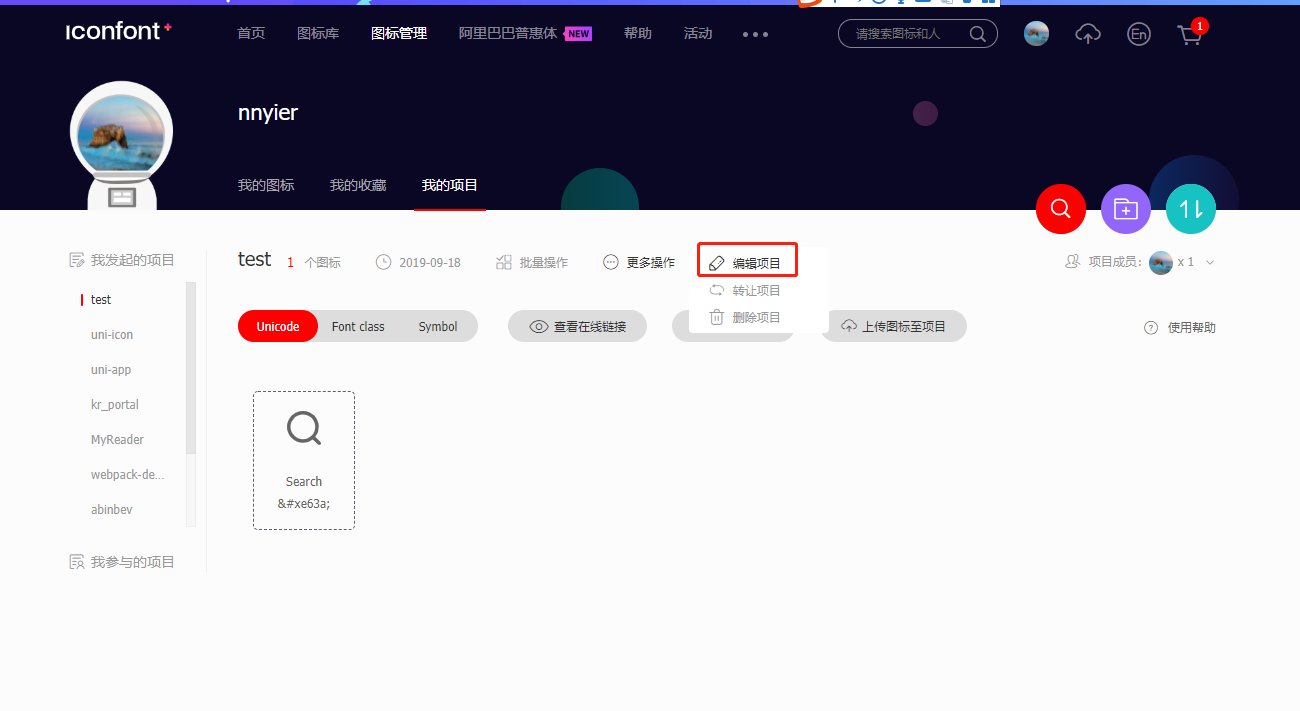 iconfont+
首页 图标库 图标管理 阿里巴巴普惠体 NEW 帮助 活动 请搜索图标和人 En 1
nnyier
我的图标 我的收藏 我的项目
我发起的项目
test
uni-icon
uni-app
kr_portal
MyReader
webpack-de...
abinbev
我参与的项目
test 1 个图标 2019-09-18 批量操作 更多操作
编辑项目
转让项目
删除项目
项目成员: x 1
Unicode Font class Symbol 查看在线链接 上传图标至项目 使用帮助
Search
&#xe63a;